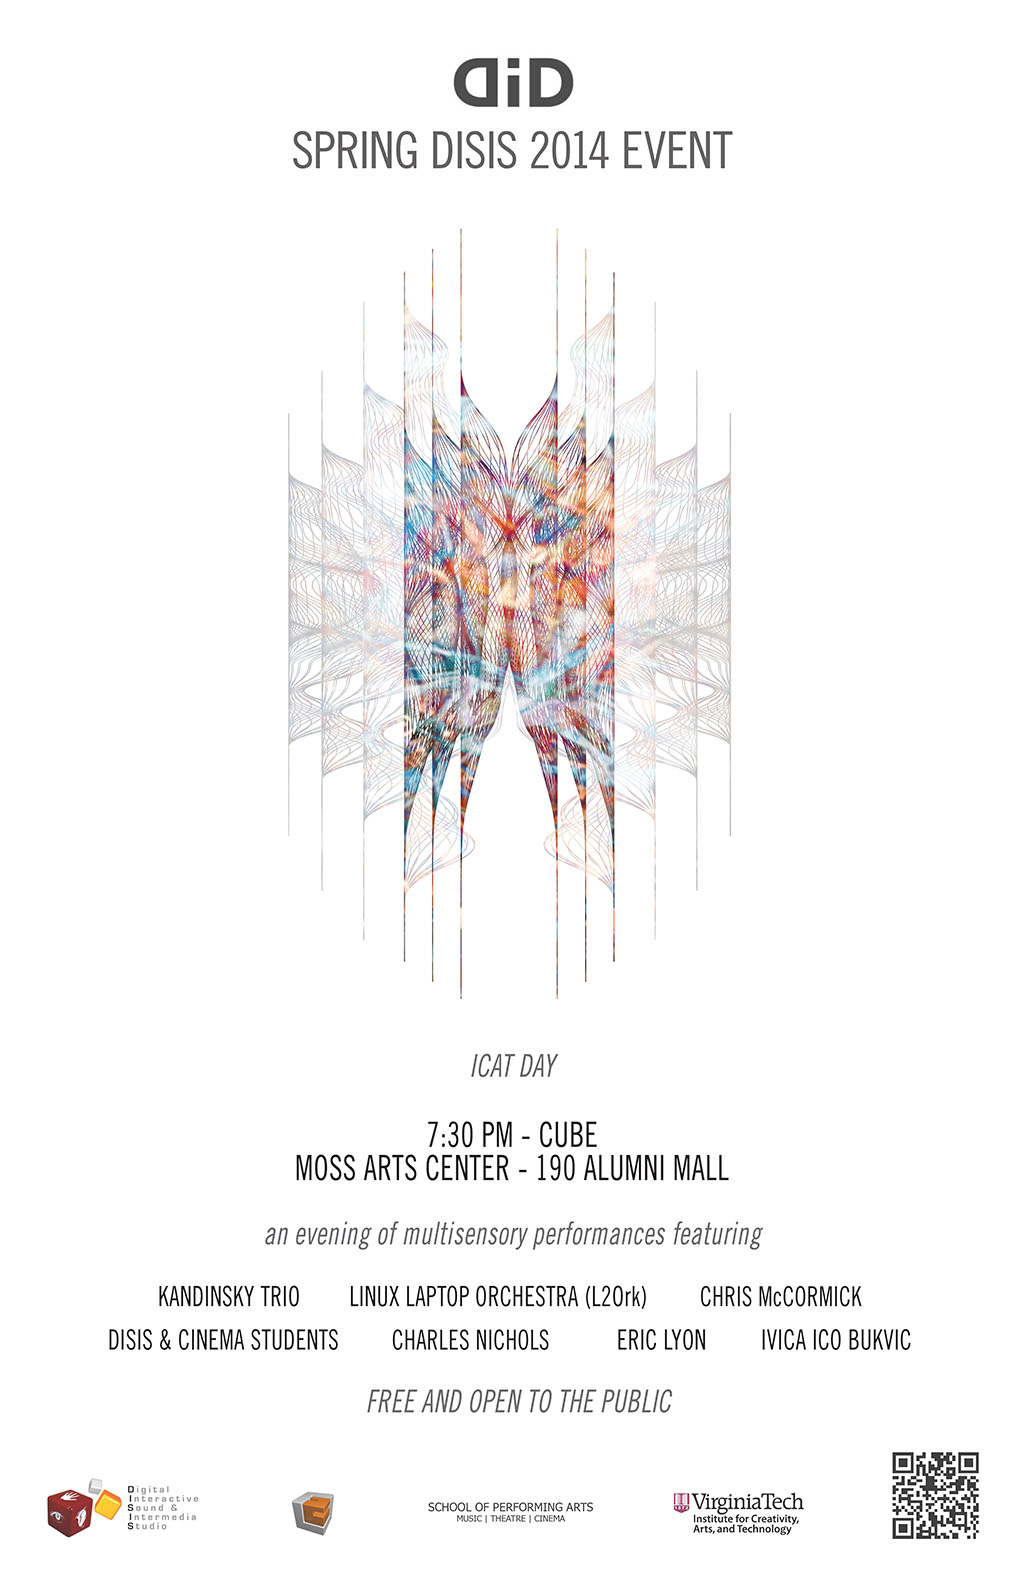 DiD
SPRING DISIS 2014 EVENT
ICAT DAY
7:30 PM - CUBE
MOSS ARTS CENTER - 190 ALUMNI MALL
an evening of multisensory performances featuring
KANDINSKY TRIO LINUX LAPTOP ORCHESTRA (L2Ork) CHRIS McCORMICK
DISIS & CINEMA STUDENTS CHARLES NICHOLS ERIC LYON IVICA ICO BUKVIC
FREE AND OPEN TO THE PUBLIC
Digital
Interactive
Sound &
Intermedia
Studio
SCHOOL OF PERFORMING ARTS
MUSIC | THEATRE | CINEMA
VirginiaTech
Institute for Creativity,
Arts, and Technology